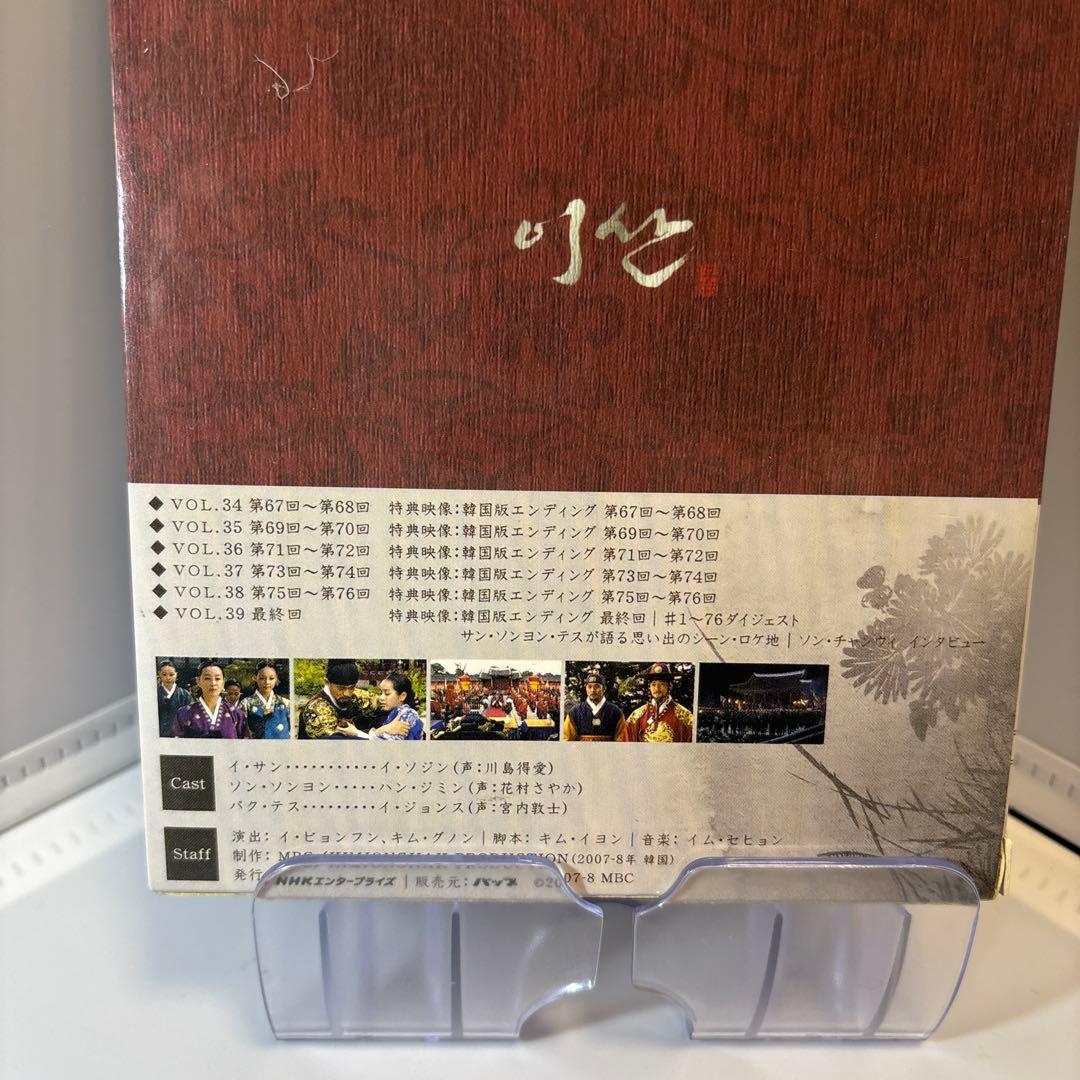 이산
◆ VOL.34 第67回～第68回 特典映像：韓国版エンディング 第67回～第68回
◆ VOL.35 第69回～第70回 特典映像：韓国版エンディング 第69回～第70回
◆ VOL.36 第71回～第72回 特典映像：韓国版エンディング 第71回～第72回
◆ VOL.37 第73回～第74回 特典映像：韓国版エンディング 第73回～第74回
◆ VOL.38 第75回～第76回 特典映像：韓国版エンディング 第75回～第76回
◆ VOL.39 最終回 特典映像：韓国版エンディング 最終回｜♯1～76ダイジェスト
サン・ソンヨン・テスが語る思い出のシーン・ロケ地｜ソン・チャンウィ インタビュー
Cast
イ・サン‥‥‥‥‥‥イ・ソジン（声：川島得愛）
ソン・ソンヨン‥‥‥ハン・ジミン（声：花村さやか）
パク・テス‥‥‥‥‥イ・ジョンス（声：宮内敦士）
Staff
演出：イ・ビョンフン、キム・グノン｜脚本：キム・イヨン｜音楽：イム・セヒョン
制作：MBC PRODUCTION（2007-8年 韓国）
発行 NHKエンタープライズ｜販売元：バップ ©20 07-8 MBC